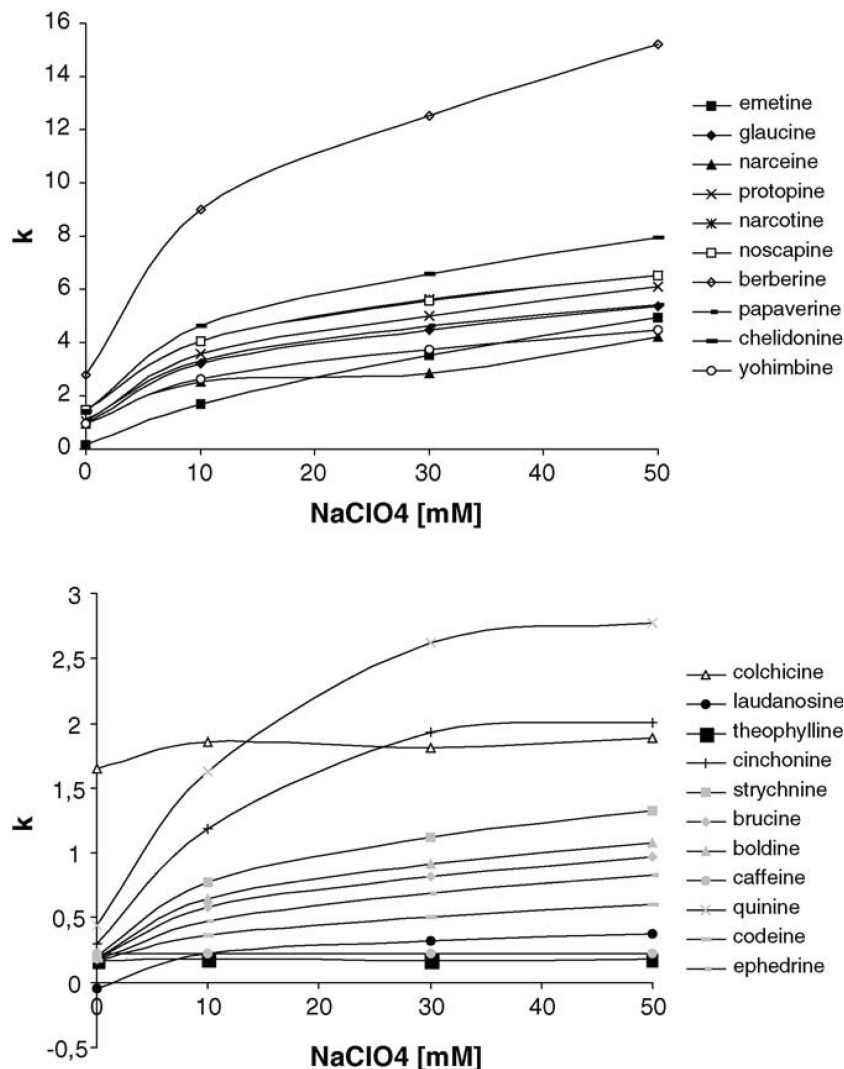 16
14
12
10
8
6
4
2
0
k
0 10 20 30 40 50
NaClO4 [mM]
emetine
glaucine
narceine
protopine
narcotine
noscapine
berberine
papaverine
chelidonine
yohimbine
3
2,5
2
1,5
1
0,5
0
-0,5
k
0 10 20 30 40 50
NaClO4 [mM]
colchicine
laudanosine
theophylline
cinchonine
strychnine
brucine
boldine
caffeine
quinine
codeine
ephedrine